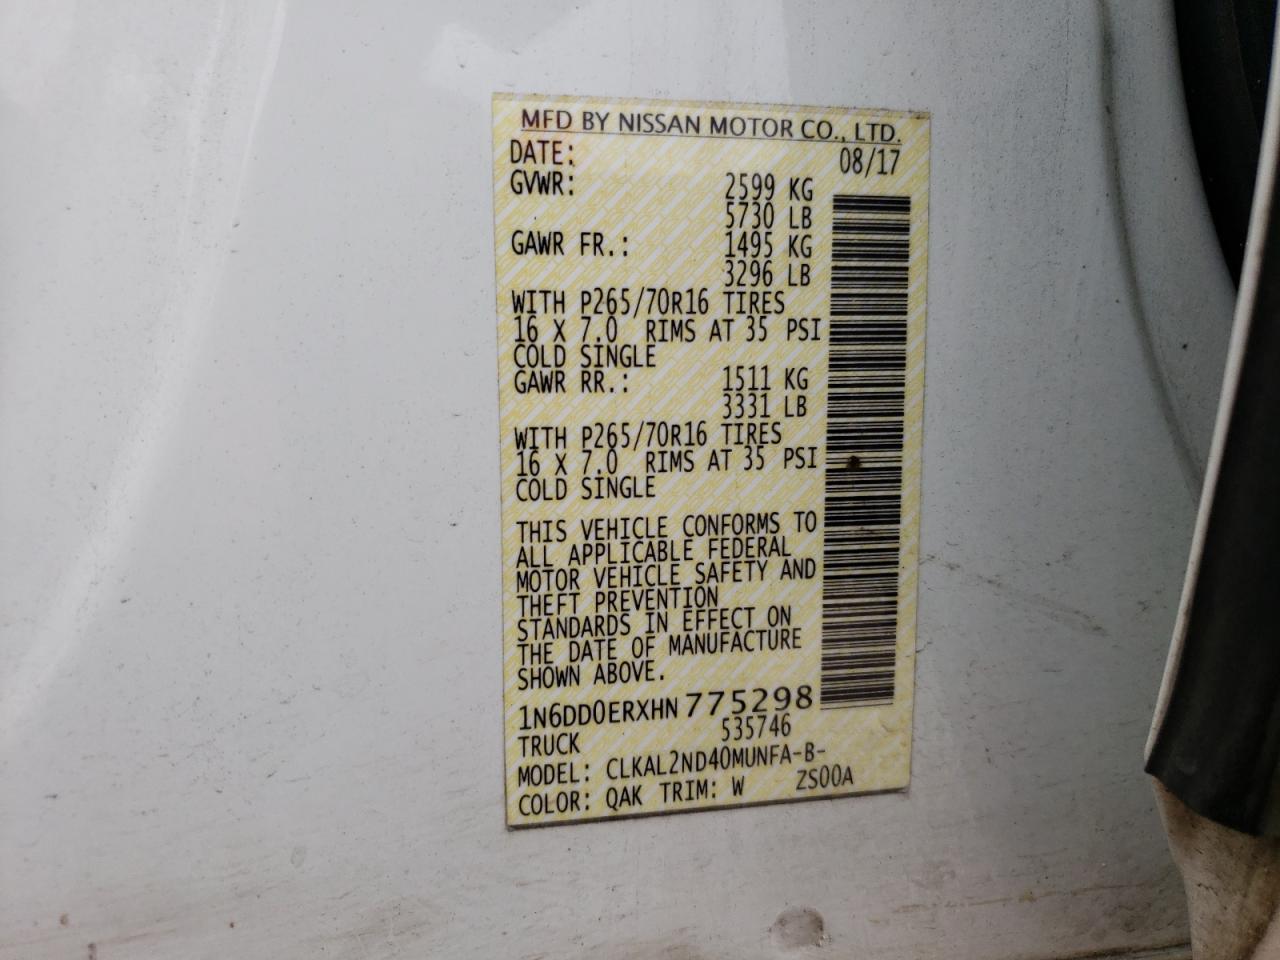 MFD BY NISSAN MOTOR CO., LTD.
DATE: 08/17
GVWR: 2599 KG
5730 LB
GAWR FR.: 1495 KG
3296 LB
WITH P265/70R16 TIRES
16 X 7.0 RIMS AT 35 PSI
COLD SINGLE
GAWR RR.: 1511 KG
3331 LB
WITH P265/70R16 TIRES
16 X 7.0 RIMS AT 35 PSI
COLD SINGLE
THIS VEHICLE CONFORMS TO
ALL APPLICABLE FEDERAL
MOTOR VEHICLE SAFETY AND
THEFT PREVENTION
STANDARDS IN EFFECT ON
THE DATE OF MANUFACTURE
SHOWN ABOVE.
1N6DD0ERXHN775298
TRUCK 535746
MODEL: CLKAL2ND40MUNFA-B-
COLOR: QAK TRIM: W ZS00A